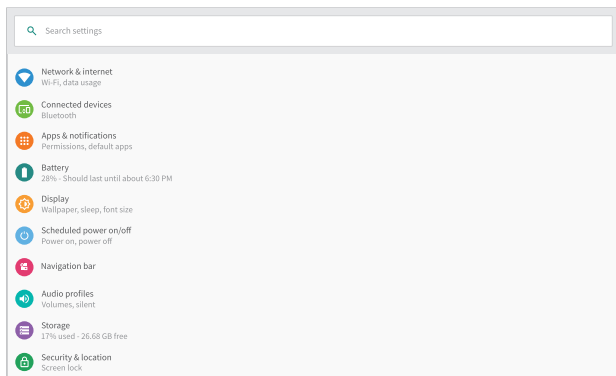 Search settings
Network & internet
Wi-Fi, data usage
Connected devices
Bluetooth
Apps & notifications
Permissions, default apps
Battery
28% - Should last until about 6:30 PM
Display
Wallpaper, sleep, font size
Scheduled power on/off
Power on, power off
Navigation bar
Audio profiles
Volumes, silent
Storage
17% used - 26.68 GB free
Security & location
Screen lock